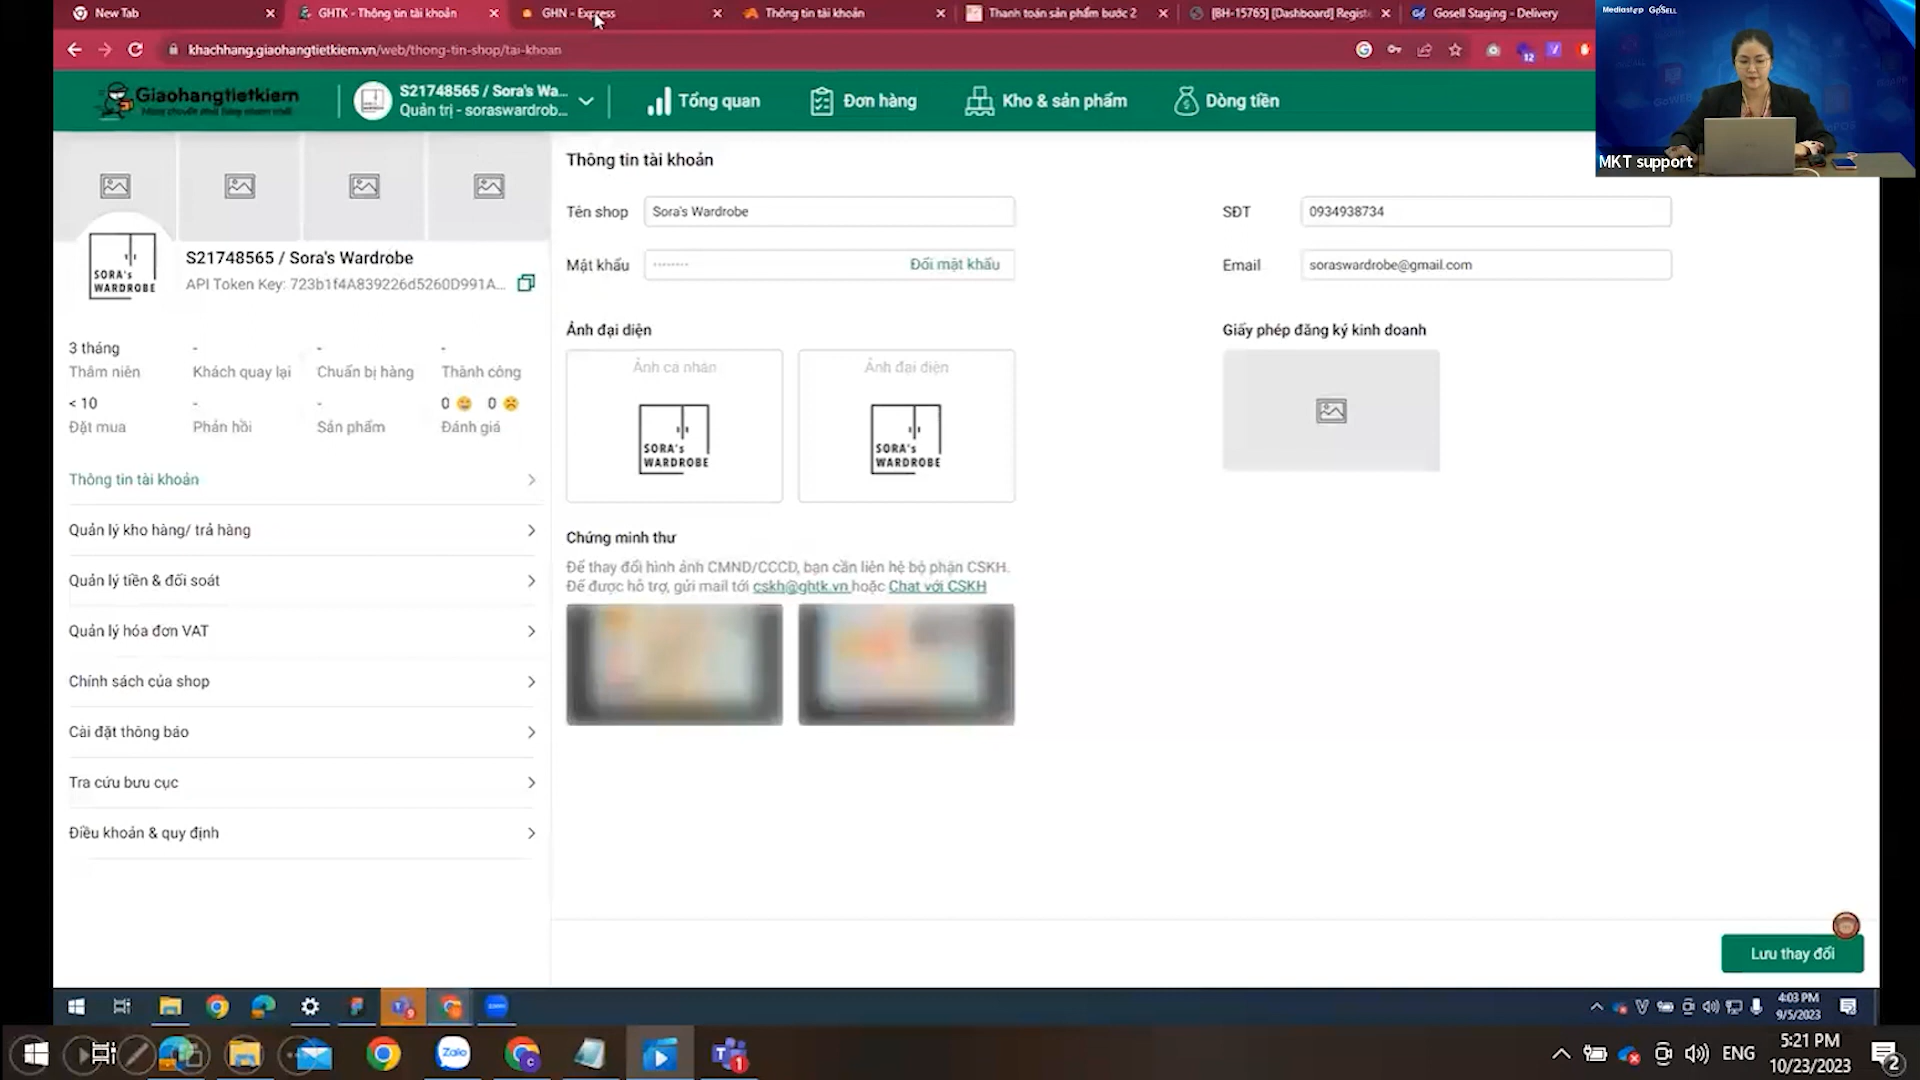 New Tab
GHTK - Thông tin tài khoản
GHN - Express
Thông tin tài khoản
Thanh toán sản phẩm bước 2
[BH-15765] [Dashboard] Regist
Gosell Staging - Delivery
khachhang.giaohangtietkiem.vn/web/thong-tin-shop/tai-khoan
12
Mediastep GoSELL
MKT support
Giaohangtietkiem
S21748565 / Sora's Wa...
Quản trị - soraswardrob...
Tổng quan
Đơn hàng
Kho & sản phẩm
Dòng tiền
SORA's
WARDROBE
S21748565 / Sora's Wardrobe
API Token Key: 723b1f4A839226d5260D991A...
3 tháng
-
-
-
Thâm niên
Khách quay lại
Chuẩn bị hàng
Thành công
< 10
-
-
0
0
Đặt mua
Phản hồi
Sản phẩm
Đánh giá
Thông tin tài khoản
Quản lý kho hàng/ trả hàng
Quản lý tiền & đối soát
Quản lý hóa đơn VAT
Chính sách của shop
Cài đặt thông báo
Tra cứu bưu cục
Điều khoản & quy định
Thông tin tài khoản
Tên shop
Sora's Wardrobe
SĐT
0934938734
Mật khẩu
········
Đổi mật khẩu
Email
soraswardrobe@gmail.com
Ảnh đại diện
Giấy phép đăng ký kinh doanh
Ảnh cá nhân
Ảnh đại diện
SORA's
WARDROBE
SORA's
WARDROBE
Chứng minh thư
Để thay đổi hình ảnh CMND/CCCD, bạn cần liên hệ bộ phận CSKH.
Để được hỗ trợ, gửi mail tới cskh@ghtk.vn hoặc Chat với CSKH
Lưu thay đổi
4:03 PM
9/5/2023
Zalo
1
ENG
5:21 PM
10/23/2023
2